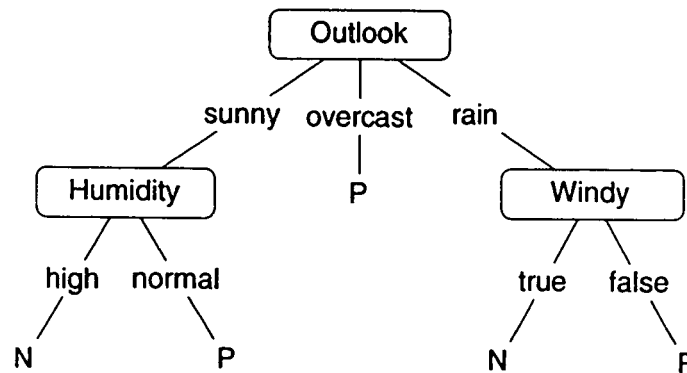 Outlook
sunny overcast rain
Humidity P Windy
high normal true false
N P N